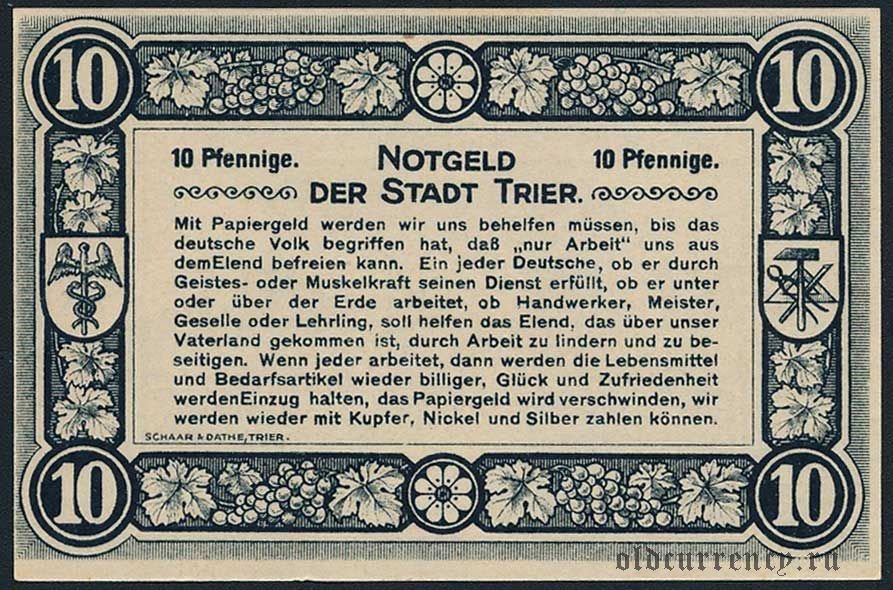 10 10
10 Pfennige. NOTGELD 10 Pfennige.
DER STADT TRIER.
Mit Papiergeld werden wir uns behelfen müssen, bis das
deutsche Volk begriffen hat, daß „nur Arbeit“ uns aus
demElend befreien kann. Ein jeder Deutsche, ob er durch
Geistes- oder Muskelkraft seinen Dienst erfüllt, ob er unter
oder über der Erde arbeitet, ob Handwerker, Meister,
Geselle oder Lehrling, soll helfen das Elend, das über unser
Vaterland gekommen ist, durch Arbeit zu lindern und zu be-
seitigen. Wenn jeder arbeitet, dann werden die Lebensmittel
und Bedarfsartikel wieder billiger, Glück und Zufriedenheit
werdenEinzug halten, das Papiergeld wird verschwinden, wir
werden wieder mit Kupfer, Nickel und Silber zahlen können.
SCHAAR & DATHE, TRIER.
10 10
oldcurrency.ru